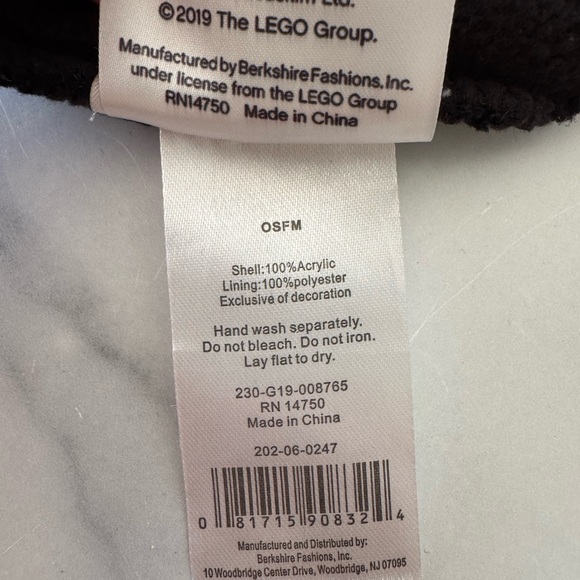 Ltd.
©2019 The LEGO Group.
Manufactured by Berkshire Fashions, Inc.
under license from the LEGO Group
RN14750 Made in China
OSFM
Shell:100%Acrylic
Lining:100%polyester
Exclusive of decoration
Hand wash separately.
Do not bleach. Do not iron.
Lay flat to dry.
230-G19-008765
RN 14750
Made in China
202-06-0247
0 81715 90832 4
Manufactured and Distributed by:
Berkshire Fashions, Inc.
10 Woodbridge Center Drive, Woodbridge, NJ 07095